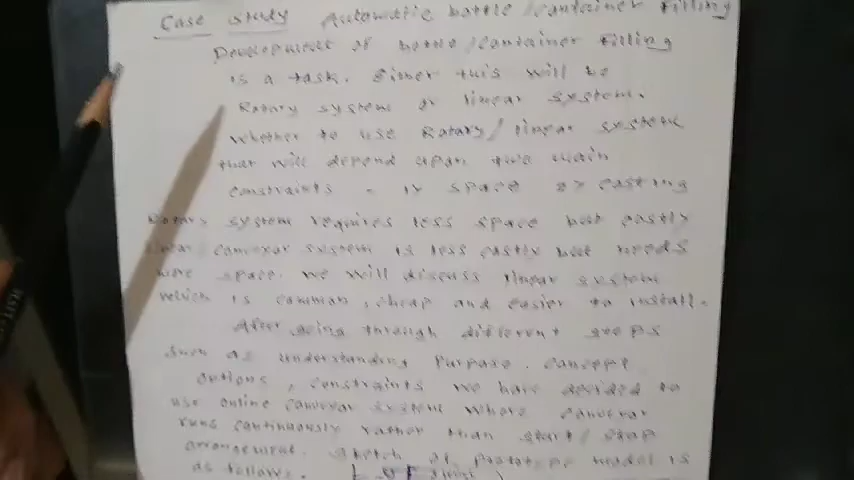 Case study Automatic bottle/container Filling
Development of bottle/container Filling
is a task. Either this will be
Rotary system or linear system.
whether to use Rotary/linear system
that will depend upon two main
constraints - 1> space 2> costing
Rotary system requires less space but costly
linear conveyar system is less costly but needs
more space. we will discuss linear system
which is common, cheap and easier to install.
After going through different steps
such as understanding Purpose, concept
options, constraints we have decided to
use online conveyar system where conveyar
runs continuously rather than start/stop
arrangement. Sketch of prototype model is
as follows.